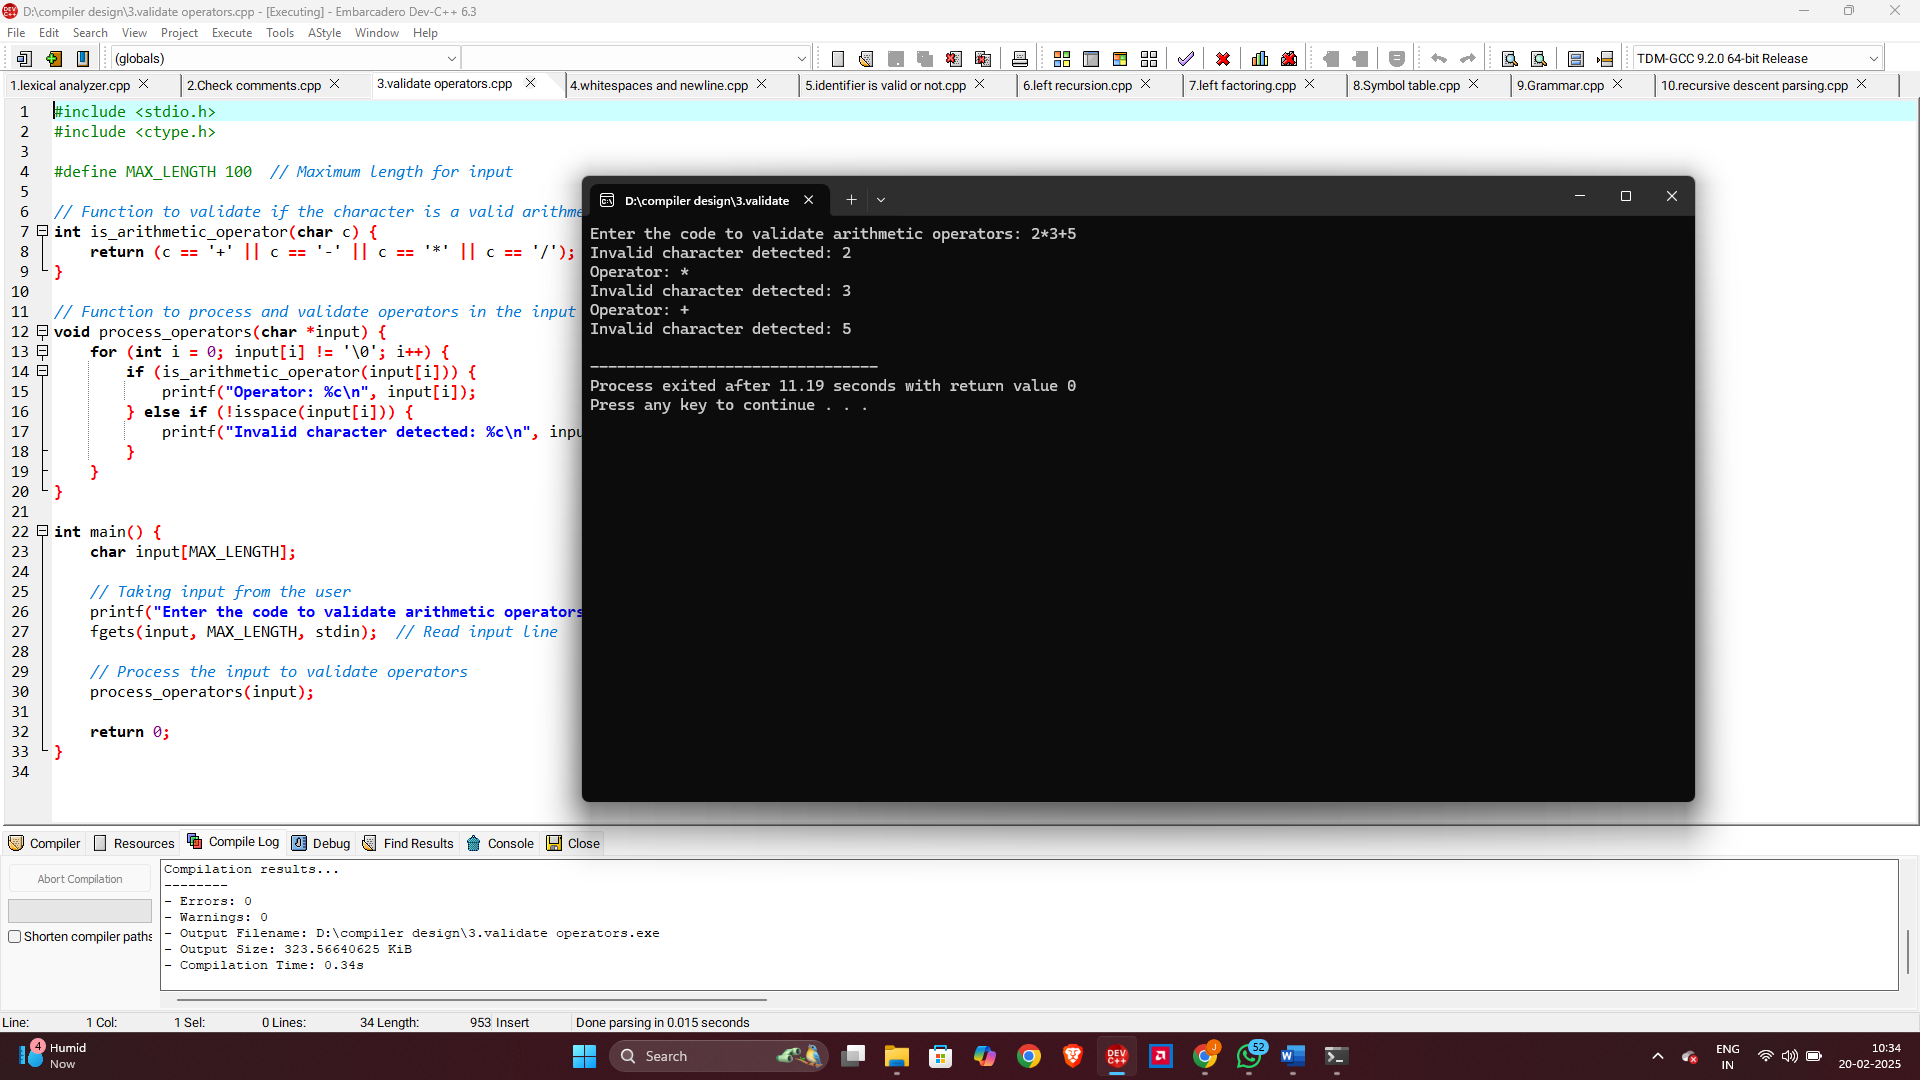 D:\compiler design\3.validate operators.cpp - [Executing] - Embarcadero Dev-C++ 6.3
File Edit Search View Project Execute Tools AStyle Window Help
(globals)
TDM-GCC 9.2.0 64-bit Release
1.lexical analyzer.cpp 2.Check comments.cpp 3.validate operators.cpp 4.whitespaces and newline.cpp 5.identifier is valid or not.cpp 6.left recursion.cpp 7.left factoring.cpp 8.Symbol table.cpp 9.Grammar.cpp 10.recursive descent parsing.cpp
1 #include <stdio.h>
2 #include <ctype.h>
3
4 #define MAX_LENGTH 100  // Maximum length for input
5
6 // Function to validate if the character is a valid arithme
7 int is_arithmetic_operator(char c) {
8     return (c == '+' || c == '-' || c == '*' || c == '/');
9 }
10
11 // Function to process and validate operators in the input
12 void process_operators(char *input) {
13     for (int i = 0; input[i] != '\0'; i++) {
14         if (is_arithmetic_operator(input[i])) {
15             printf("Operator: %c\n", input[i]);
16         } else if (!isspace(input[i])) {
17             printf("Invalid character detected: %c\n", inpu
18         }
19     }
20 }
21
22 int main() {
23     char input[MAX_LENGTH];
24
25     // Taking input from the user
26     printf("Enter the code to validate arithmetic operators
27     fgets(input, MAX_LENGTH, stdin);  // Read input line
28
29     // Process the input to validate operators
30     process_operators(input);
31
32     return 0;
33 }
34
D:\compiler design\3.validate
Enter the code to validate arithmetic operators: 2*3+5
Invalid character detected: 2
Operator: *
Invalid character detected: 3
Operator: +
Invalid character detected: 5
--------------------------------
Process exited after 11.19 seconds with return value 0
Press any key to continue . . .
Compiler Resources Compile Log Debug Find Results Console Close
Abort Compilation
Shorten compiler paths
Compilation results...
--------
- Errors: 0
- Warnings: 0
- Output Filename: D:\compiler design\3.validate operators.exe
- Output Size: 323.56640625 KiB
- Compilation Time: 0.34s
Line: 1 Col: 1 Sel: 0 Lines: 34 Length: 953 Insert Done parsing in 0.015 seconds
4
Humid
Now
Search
DEV
C++
J
52
ENG
IN
10:34
20-02-2025